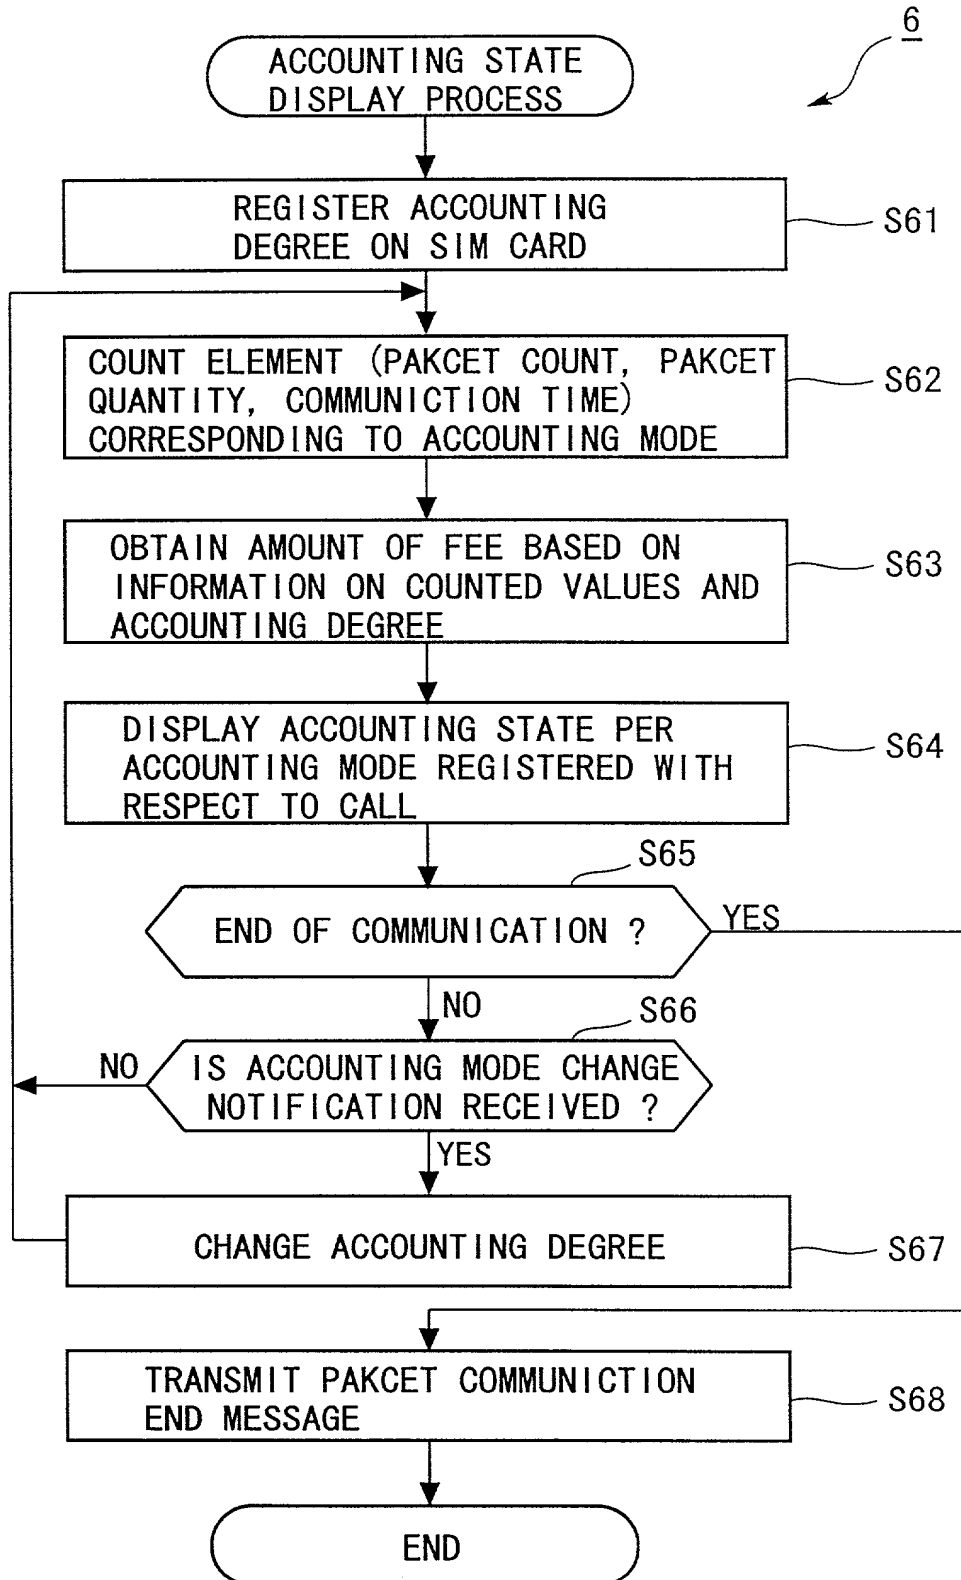 6
ACCOUNTING STATE
DISPLAY PROCESS
REGISTER ACCOUNTING
DEGREE ON SIM CARD
S61
COUNT ELEMENT (PAKCET COUNT, PAKCET
QUANTITY, COMMUNICTION TIME)
CORRESPONDING TO ACCOUNTING MODE
S62
OBTAIN AMOUNT OF FEE BASED ON
INFORMATION ON COUNTED VALUES AND
ACCOUNTING DEGREE
S63
DISPLAY ACCOUNTING STATE PER
ACCOUNTING MODE REGISTERED WITH
RESPECT TO CALL
S64
S65
END OF COMMUNICATION ?
YES
NO
S66
NO
IS ACCOUNTING MODE CHANGE
NOTIFICATION RECEIVED ?
YES
CHANGE ACCOUNTING DEGREE
S67
TRANSMIT PAKCET COMMUNICTION
END MESSAGE
S68
END